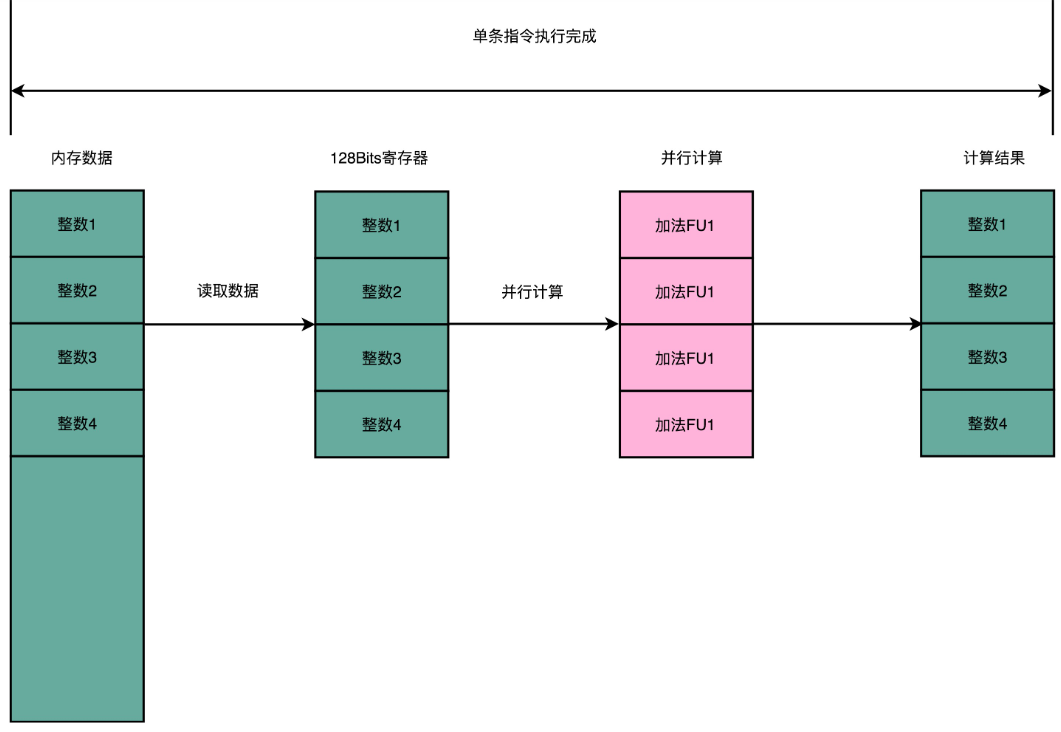 单条指令执行完成
内存数据 128Bits寄存器 并行计算 计算结果
整数1 整数1 加法FU1 整数1
整数2 读取数据 整数2 并行计算 加法FU1 整数2
整数3 整数3 加法FU1 整数3
整数4 整数4 加法FU1 整数4